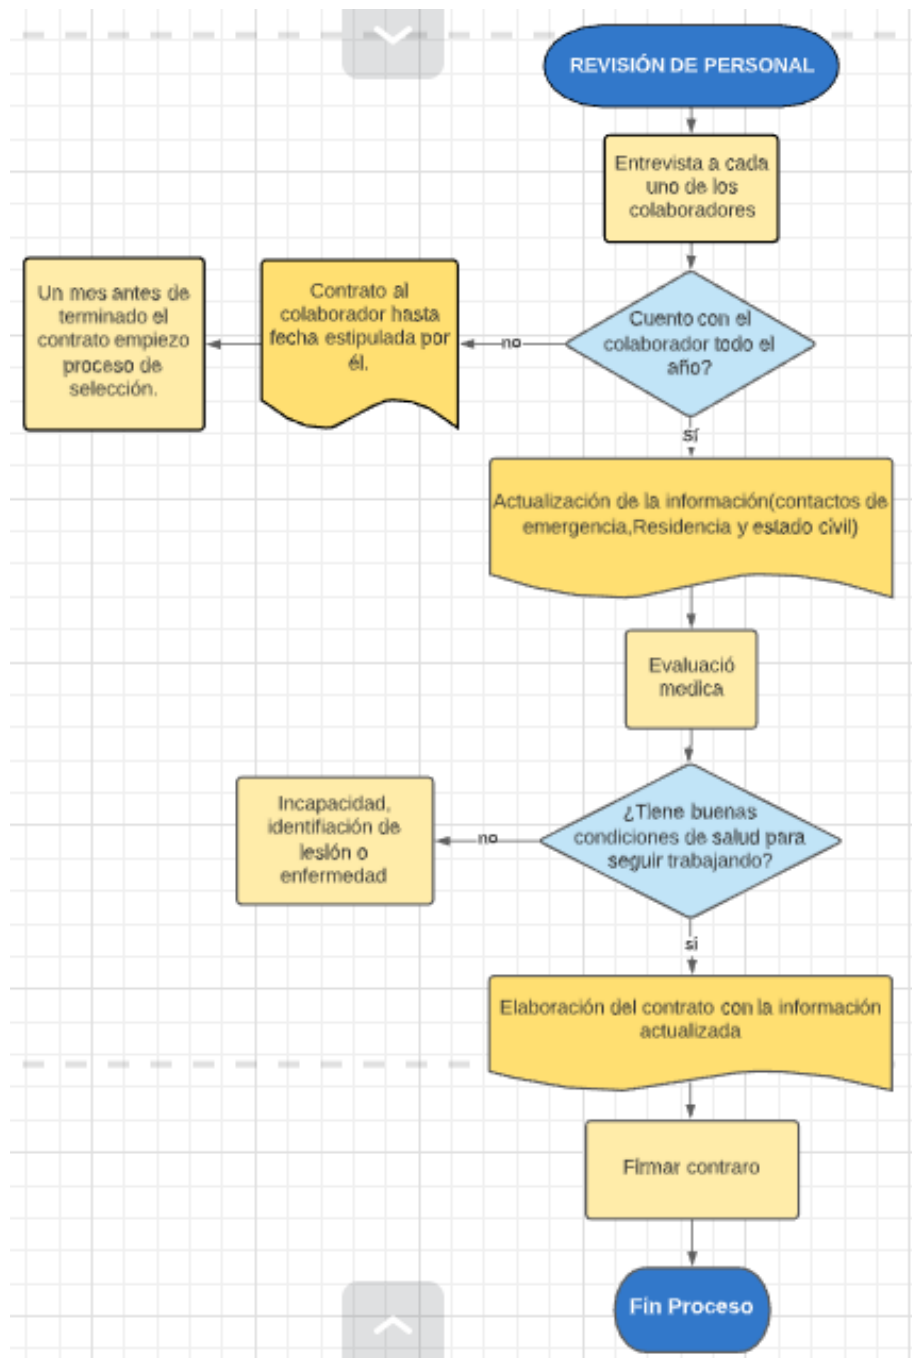 REVISIÓN DE PERSONAL
Entrevista a cada
uno de los
colaboradores
Cuento con el
colaborador todo el
año?
no
Contrato al
colaborador hasta
fecha estipulada por
él.
Un mes antes de
terminado el
contrato empiezo
proceso de
selección.
sí
Actualización de la información(contactos de
emergencia,Residencia y estado civil)
Evaluació
medica
¿Tiene buenas
condiciones de salud para
seguir trabajando?
no
Incapacidad,
identifiación de
lesión o
enfermedad
si
Elaboración del contrato con la información
actualizada
Firmar contraro
Fin Proceso